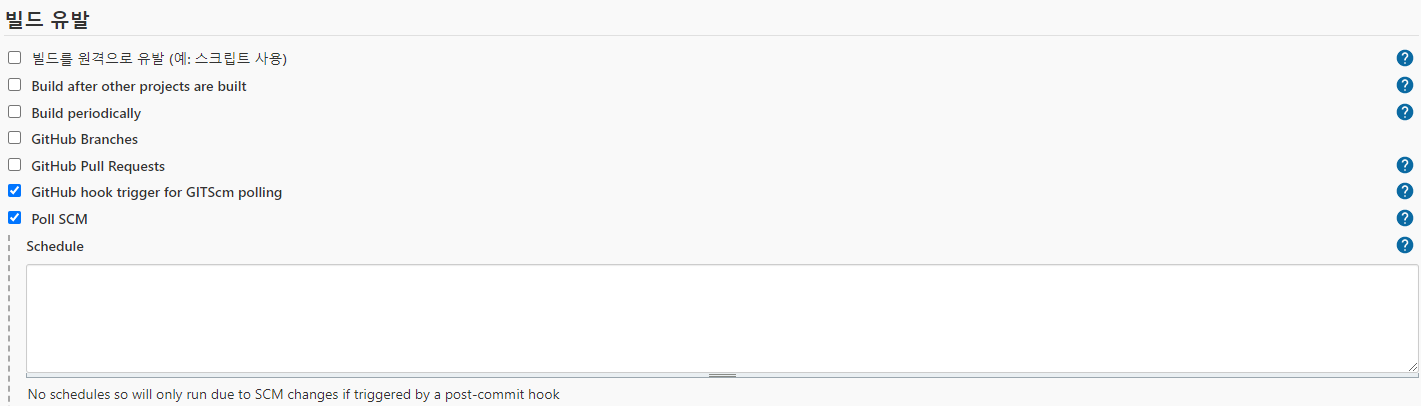 빌드 유발
빌드를 원격으로 유발 (예: 스크립트 사용)
Build after other projects are built
Build periodically
GitHub Branches
GitHub Pull Requests
GitHub hook trigger for GITScm polling
Poll SCM
Schedule
No schedules so will only run due to SCM changes if triggered by a post-commit hook